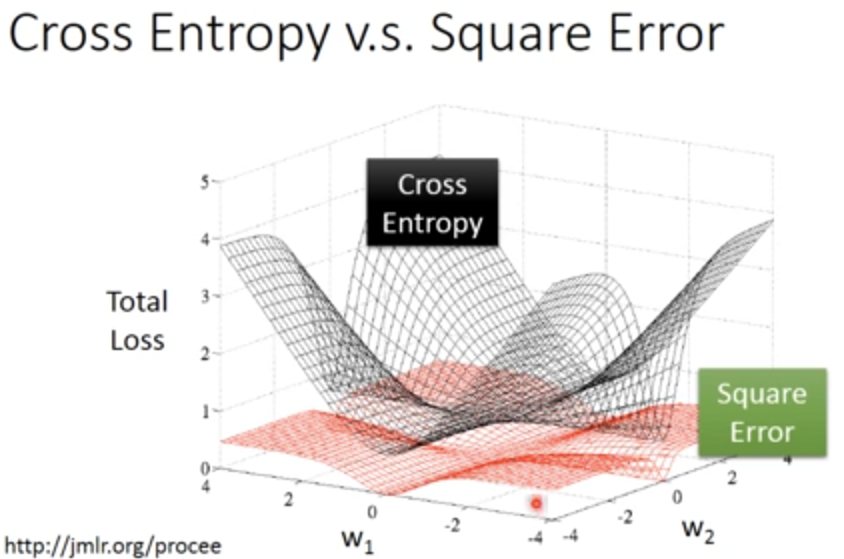 Cross Entropy v.s. Square Error
Cross
Entropy
5
4
3
2
1
0
Total
Loss
Square
Error
4
2
0
-2
-4
-4
-2
0
2
4
w1
w2
http://jmlr.org/procee